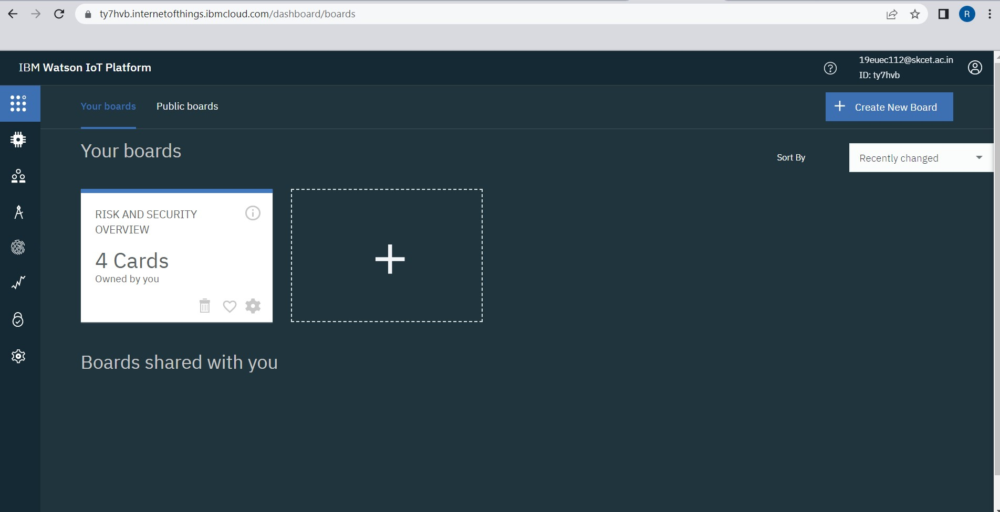 ty7hvb.internetofthings.ibmcloud.com/dashboard/boards
R
IBM Watson IoT Platform
?
19euec112@skcet.ac.in
ID: ty7hvb
Your boards
Public boards
+ Create New Board
Your boards
Sort By
Recently changed
RISK AND SECURITY
OVERVIEW
4 Cards
Owned by you
Boards shared with you